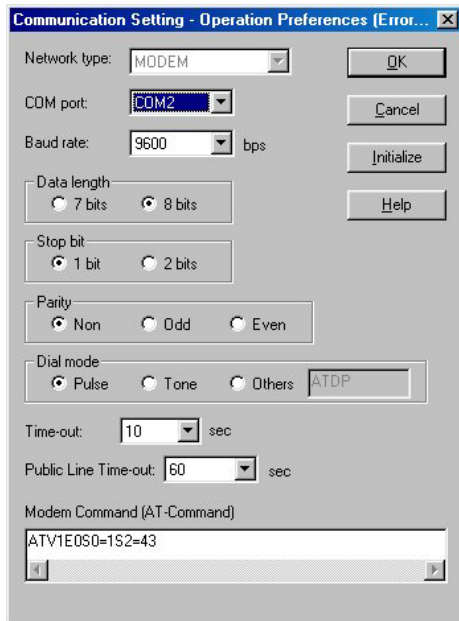 Communication Setting - Operation Preferences (Error...
Network type: MODEM
OK
COM port: COM2
Cancel
Baud rate: 9600 bps
Initialize
Data length
7 bits 8 bits
Help
Stop bit
1 bit 2 bits
Parity
Non Odd Even
Dial mode
Pulse Tone Others ATDP
Time-out: 10 sec
Public Line Time-out: 60 sec
Modem Command (AT-Command)
ATV1E0S0=1S2=43